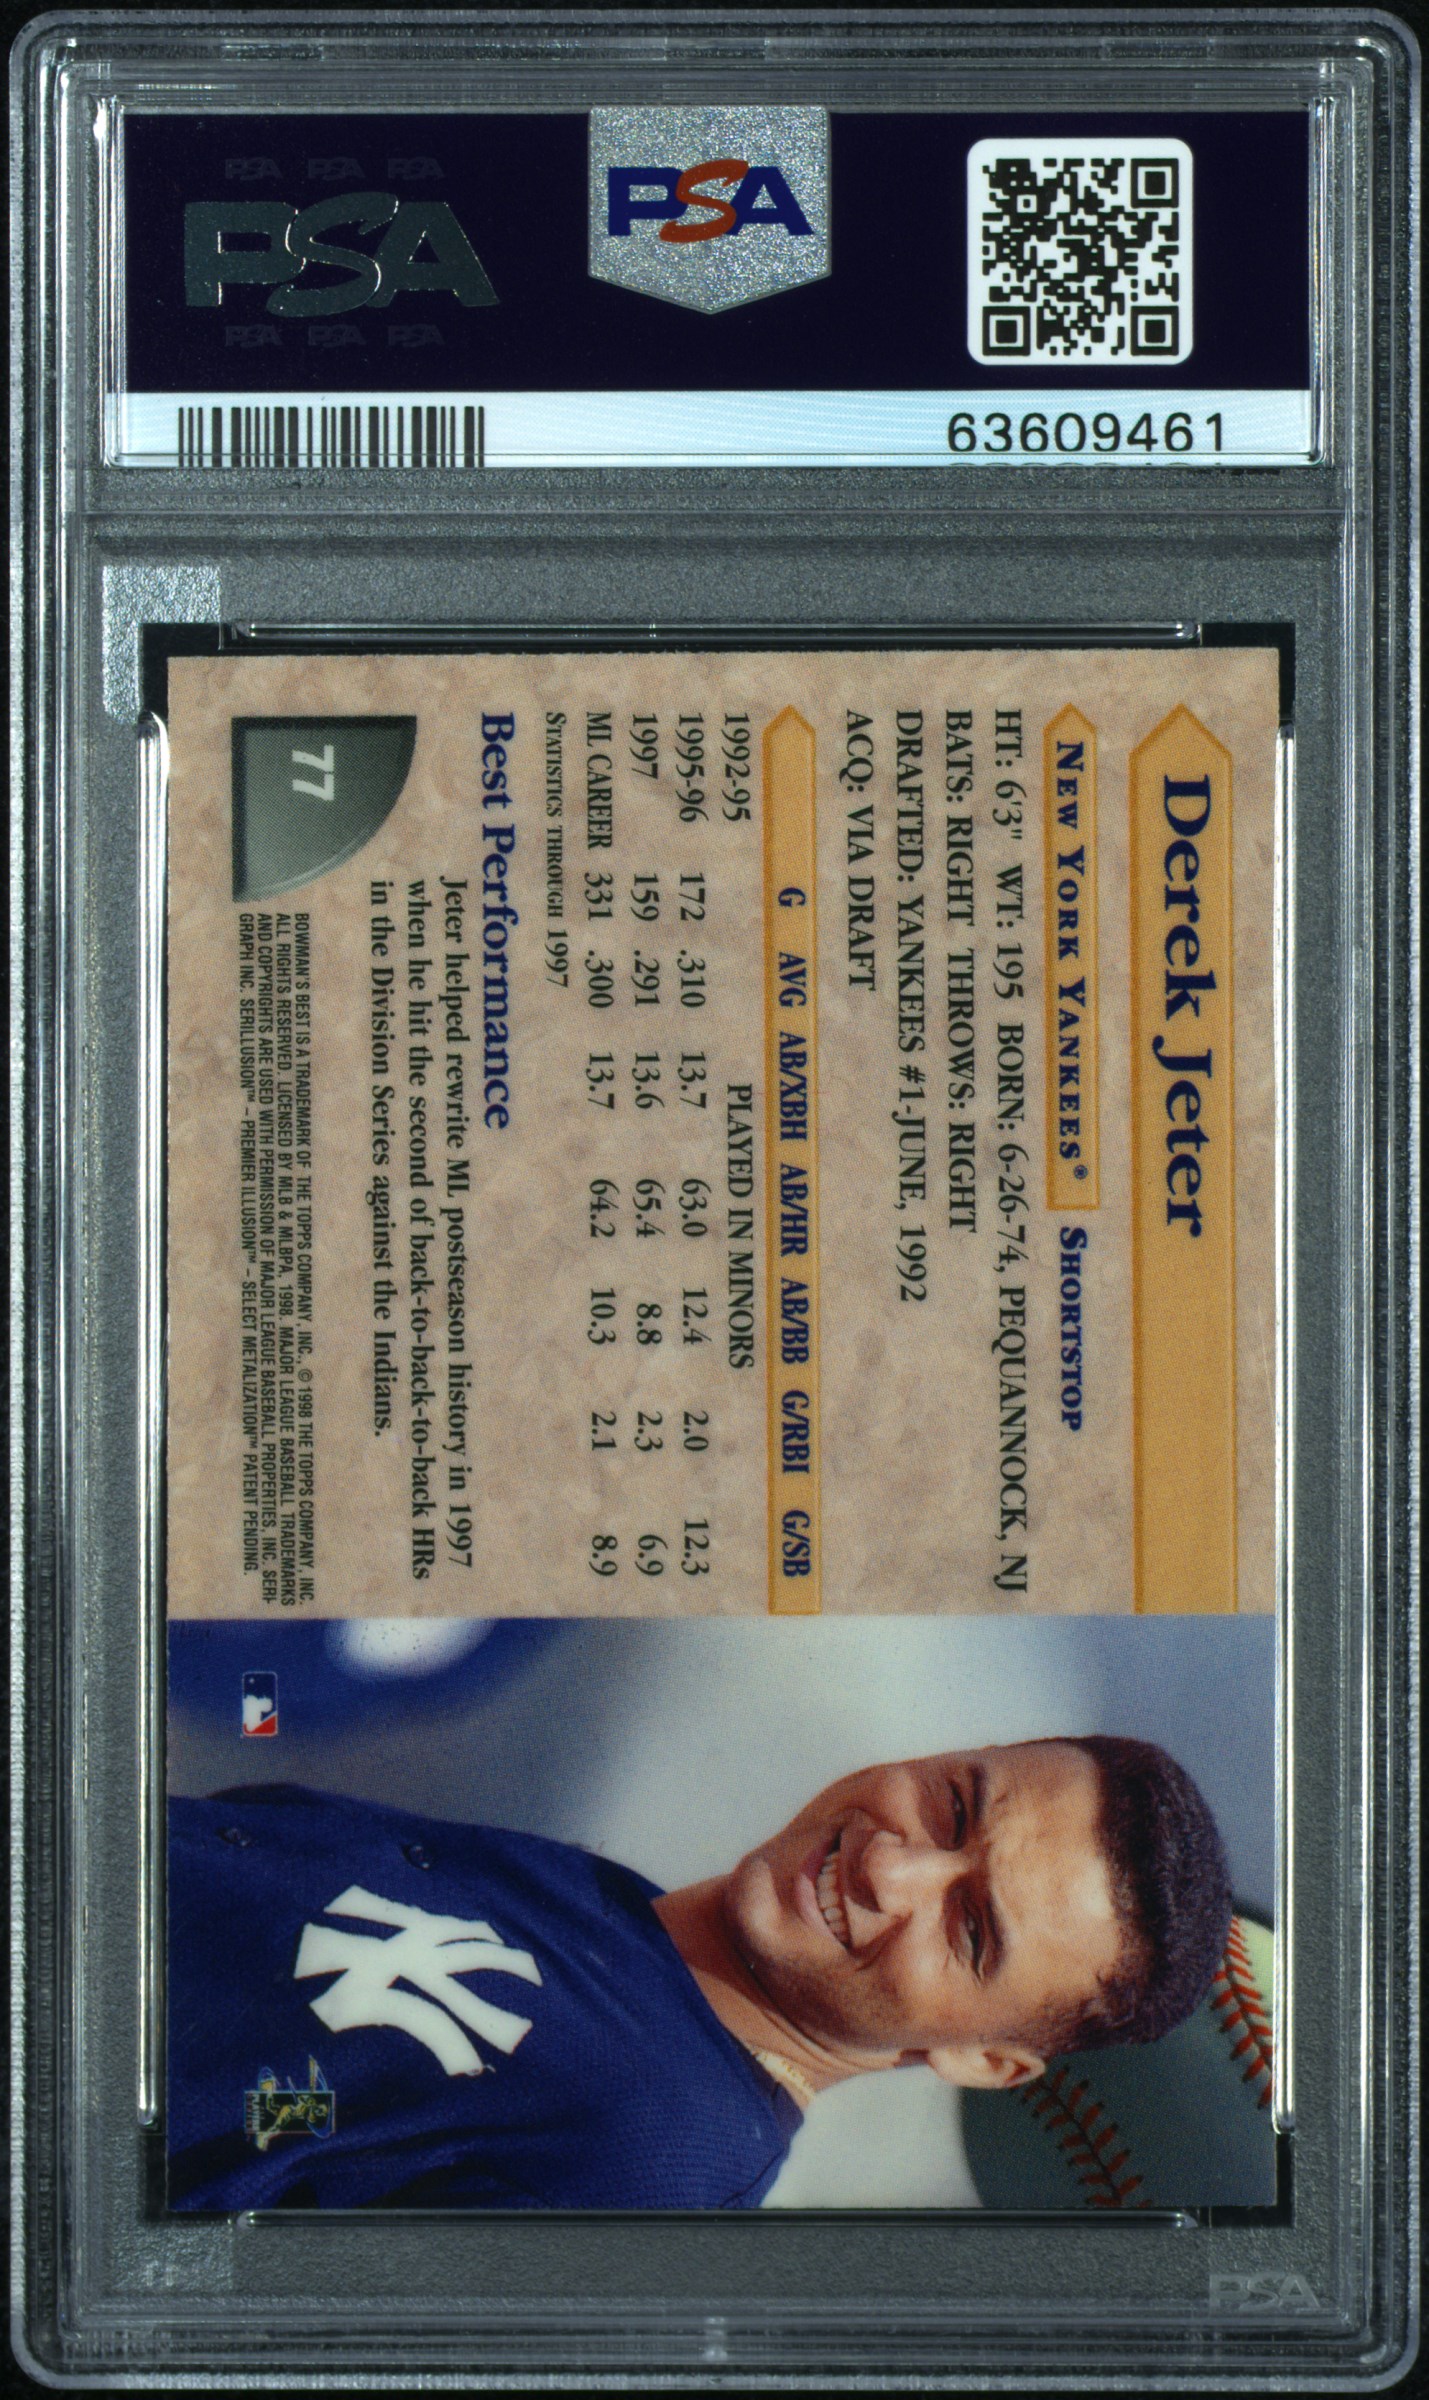 PSA PSA PSA
PSA
PSA PSA PSA
PSA
63609461
Derek Jeter
NEW YORK YANKEES® SHORTSTOP
HT: 6'3" WT: 195 BORN: 6-26-74, PEQUANNOCK, NJ
BATS: RIGHT THROWS: RIGHT
DRAFTED: YANKEES #1-JUNE, 1992
ACQ: VIA DRAFT
G AVG AB/XBH AB/HR AB/BB G/RBI G/SB
1992-95 PLAYED IN MINORS
1995-96 172 .310 13.7 63.0 12.4 2.0 12.3
1997 159 .291 13.6 65.4 8.8 2.3 6.9
ML CAREER 331 .300 13.7 64.2 10.3 2.1 8.9
STATISTICS THROUGH 1997
Best Performance
Jeter helped rewrite ML postseason history in 1997
when he hit the second of back-to-back-to-back HRs
in the Division Series against the Indians.
77
BOWMAN'S BEST IS A TRADEMARK OF THE TOPPS COMPANY, INC., © 1998 THE TOPPS COMPANY, INC.
ALL RIGHTS RESERVED. LICENSED BY MLB & MLBPA, 1998. MAJOR LEAGUE BASEBALL TRADEMARKS
AND COPYRIGHTS ARE USED WITH PERMISSION OF MAJOR LEAGUE BASEBALL PROPERTIES, INC. SERI-
GRAPH INC. SERILLUSION™ – PREMIER ILLUSION™ – SELECT METALIZATION™ PATENT PENDING.
PSA